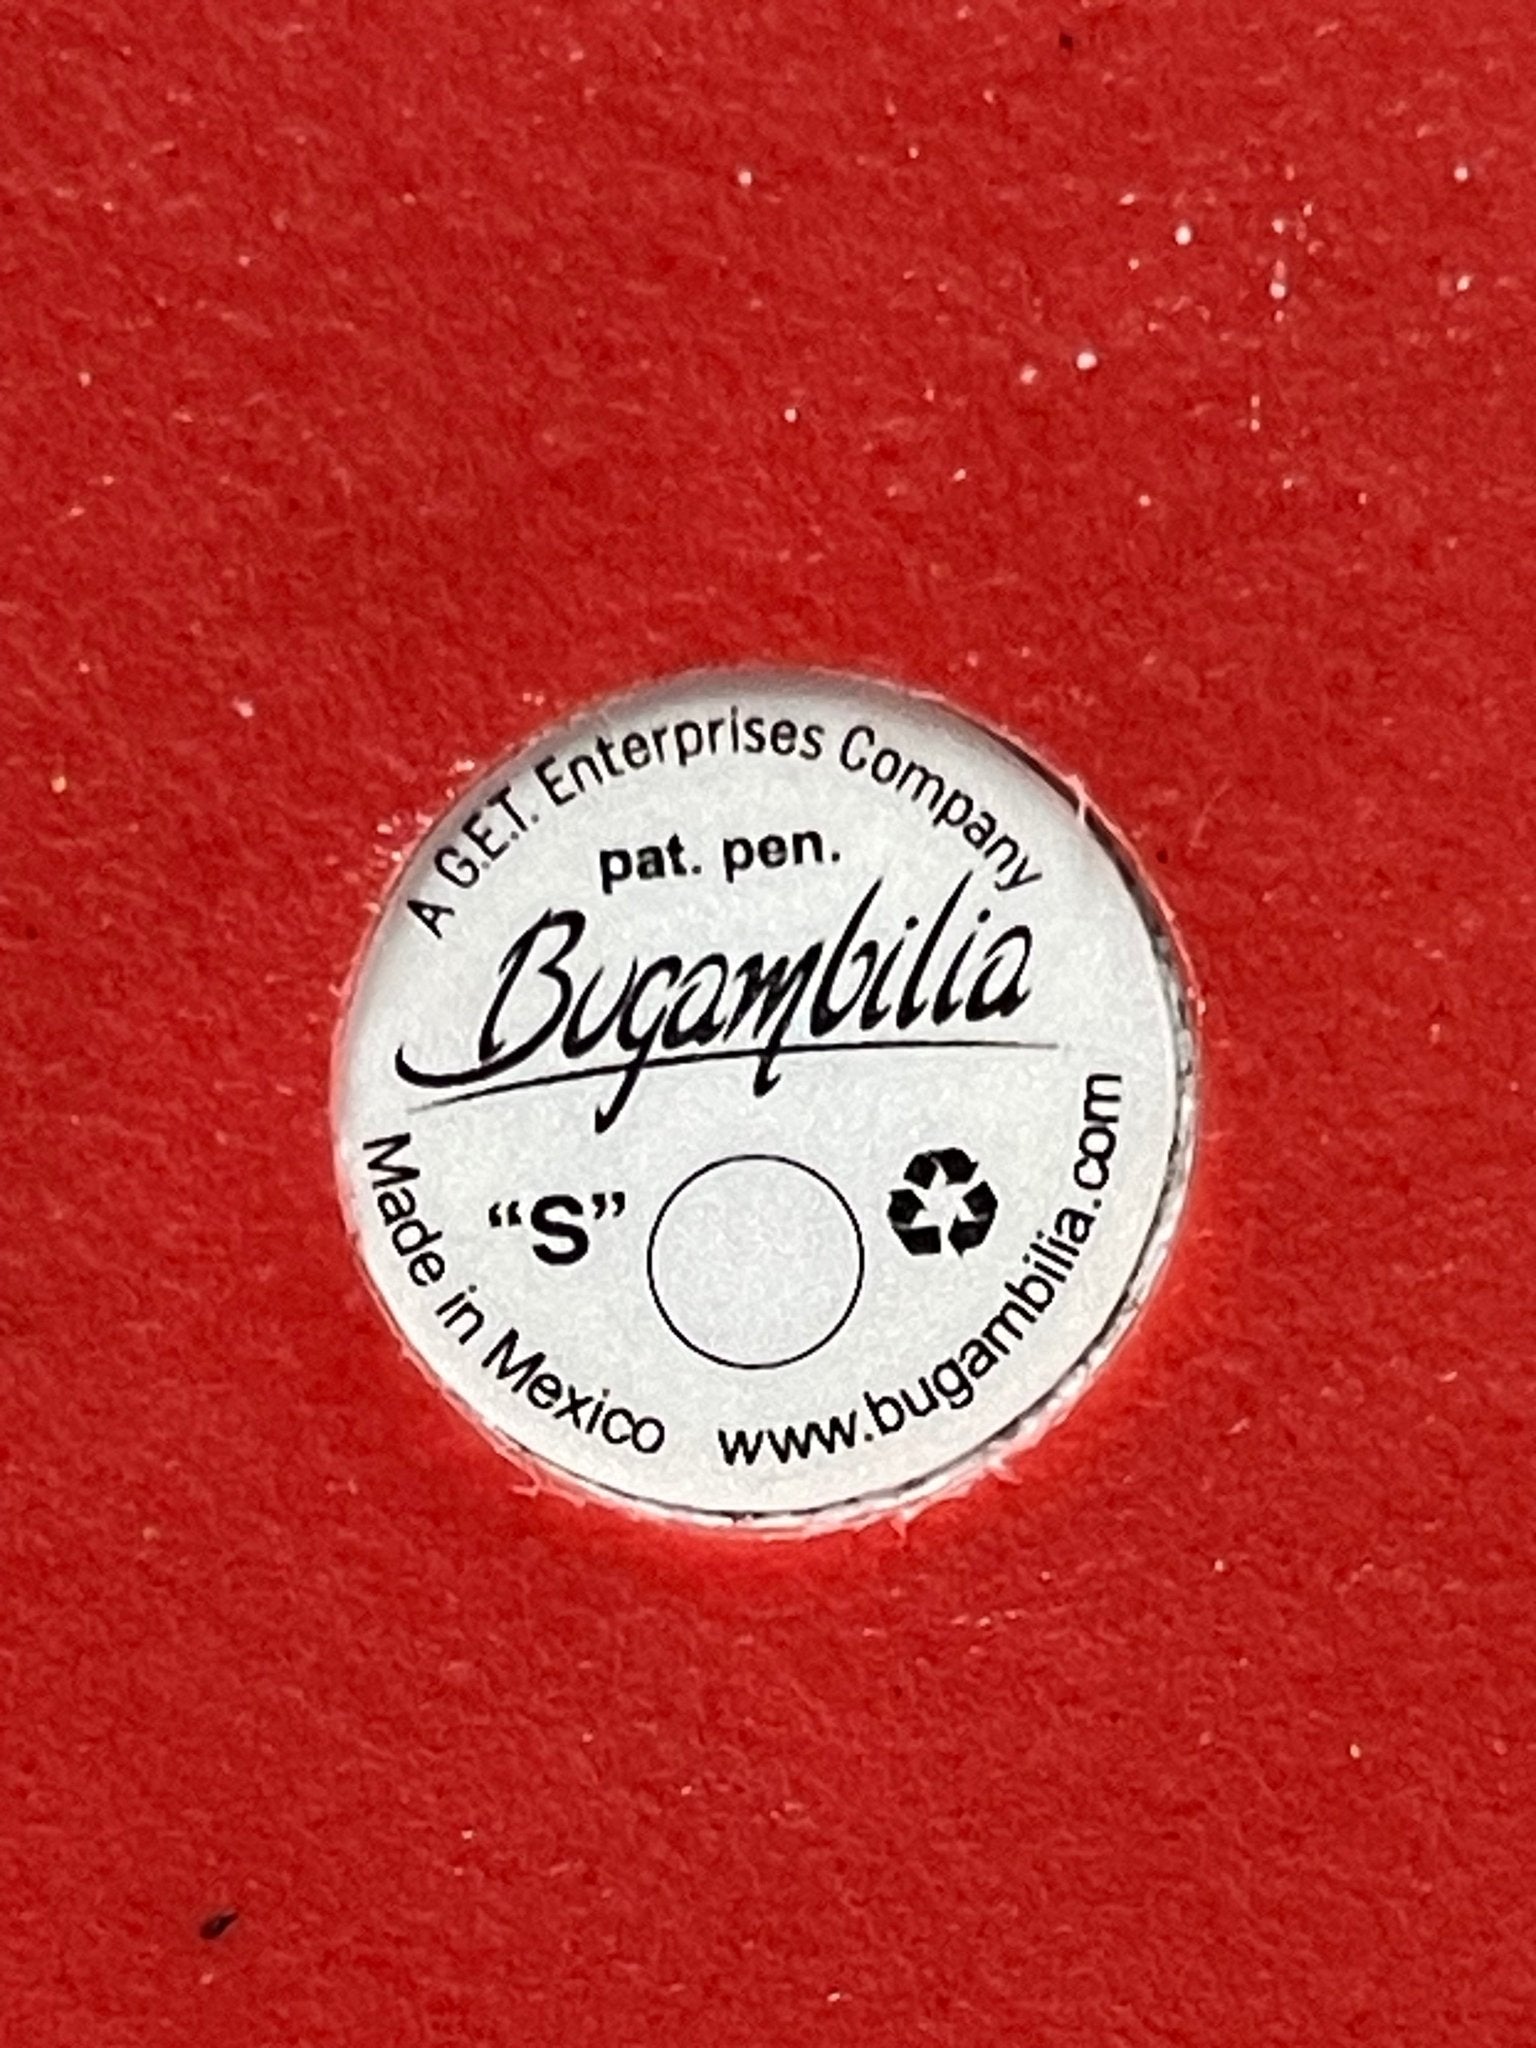 A G.E.T. Enterprises Company
pat. pen.
Bugambilia
“S”
Made in Mexico
www.bugambilia.com